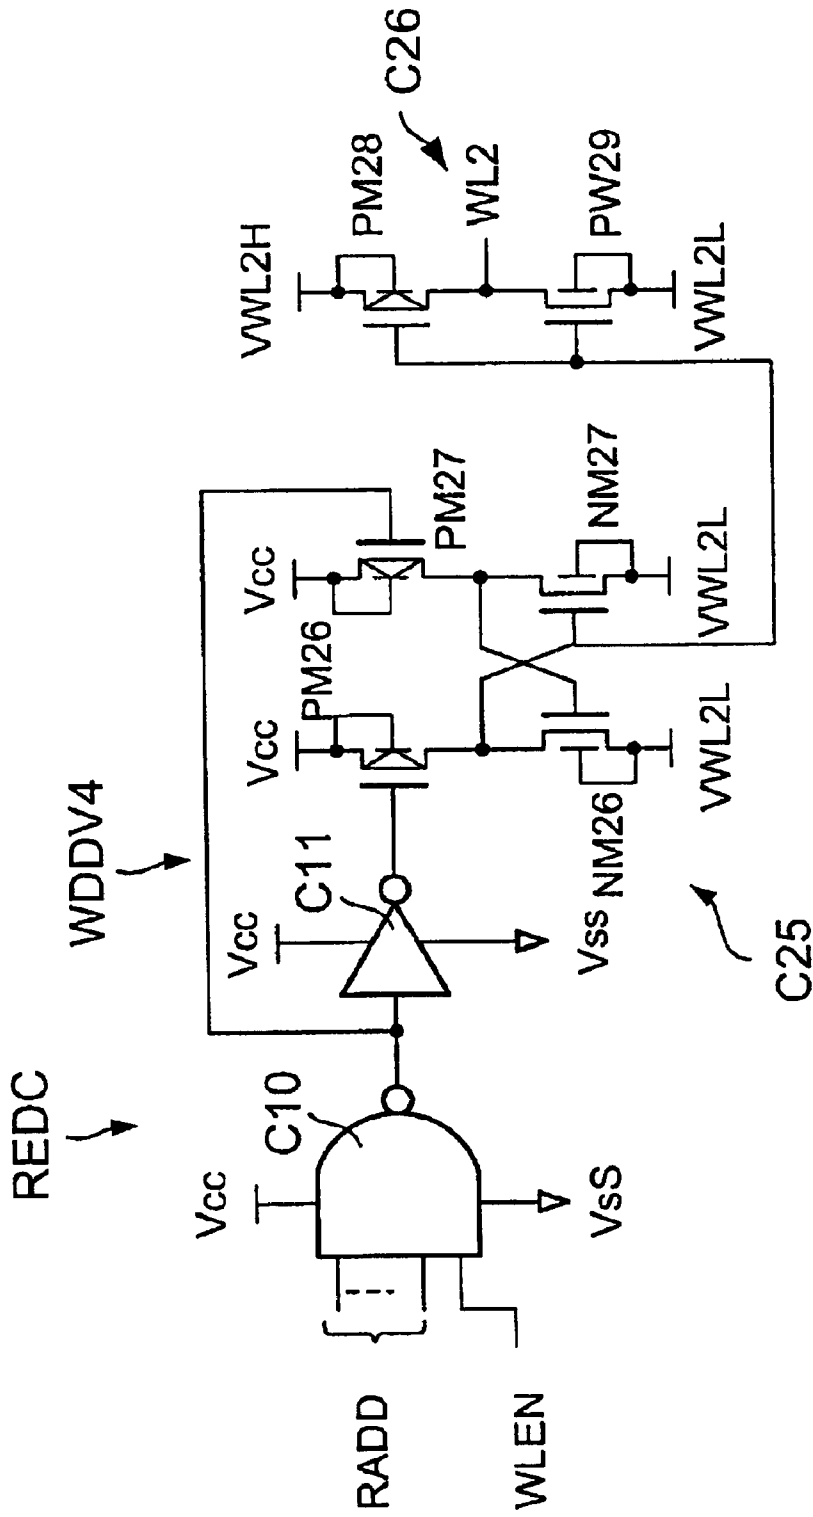 REDC
WDDV4
C26
Vcc
C10
Vcc
C11
Vcc
PM26
Vcc
PM27
VWL2H
PM28
RADD
WL2
WLEN
VsS
Vss
NM26
VWL2L
NM27
VWL2L
PW29
VWL2L
C25